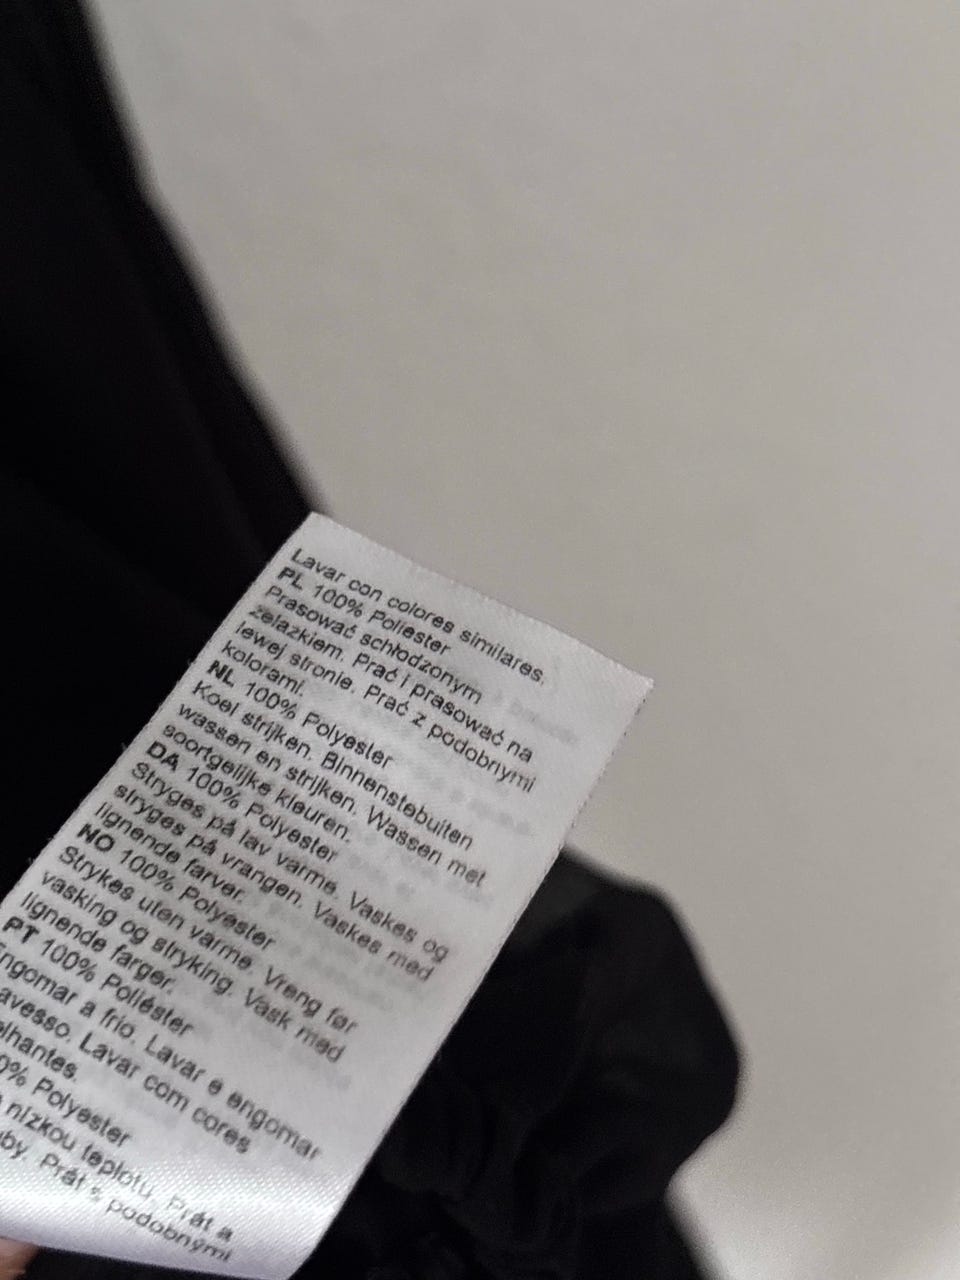 Lavar con colores similares.
PL 100% Poliester
Prasować schłodzonym
żelazkiem. Prać i prasować na
lewej stronie. Prać z podobnymi
kolorami.
NL 100% Polyester
Koel strijken. Binnenstebuiten
wassen en strijken. Wassen met
soortgelijke kleuren.
DA 100% Polyester
Stryges på lav varme. Vaskes og
stryges på vrangen. Vaskes med
lignende farver.
NO 100% Polyester
Strykes uten varme. Vreng før
vasking og stryking. Vask med
lignende farger.
PT 100% Poliéster
Engomar a frio. Lavar e engomar
avesso. Lavar com cores
elhantes.
0% Polyester
nízkou teplotu. Prát a
uby. Prát s podobnými